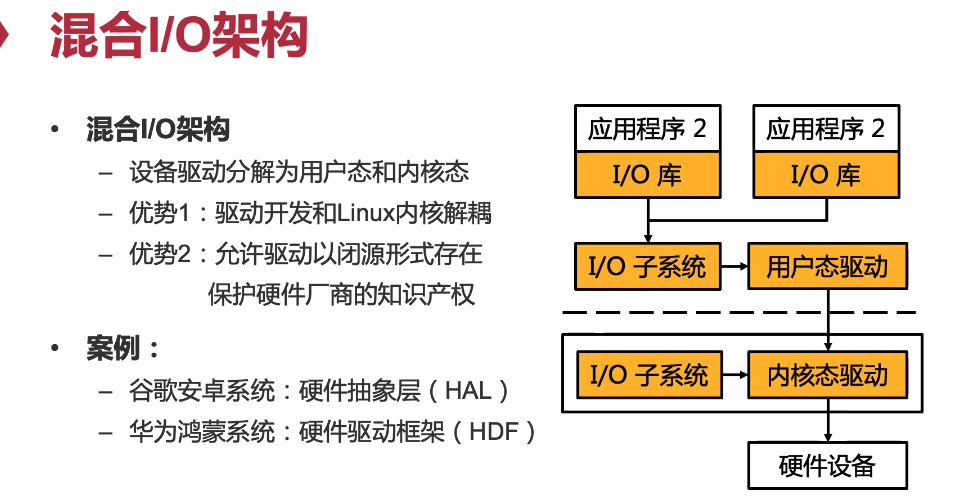 混合I/O架构
• 混合I/O架构
– 设备驱动分解为用户态和内核态
– 优势1：驱动开发和Linux内核解耦
– 优势2：允许驱动以闭源形式存在
保护硬件厂商的知识产权
• 案例：
– 谷歌安卓系统：硬件抽象层（HAL）
– 华为鸿蒙系统：硬件驱动框架（HDF）
应用程序 2
应用程序 2
I/O 库
I/O 库
I/O 子系统
用户态驱动
I/O 子系统
内核态驱动
硬件设备